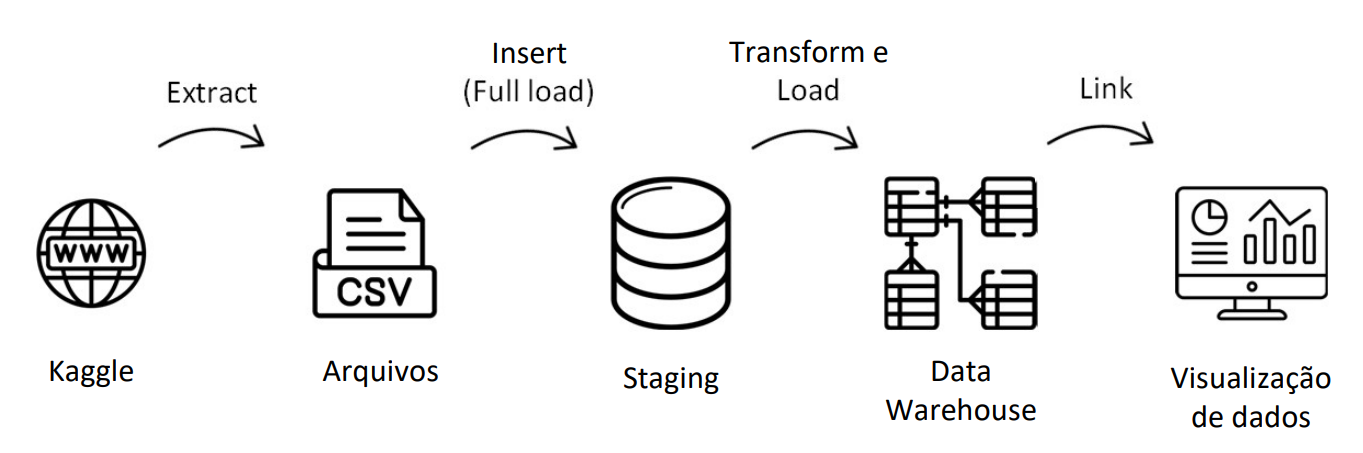 Extract
Insert
(Full load)
Transform e
Load
Link
WWW
CSV
Kaggle
Arquivos
Staging
Data
Warehouse
Visualização
de dados